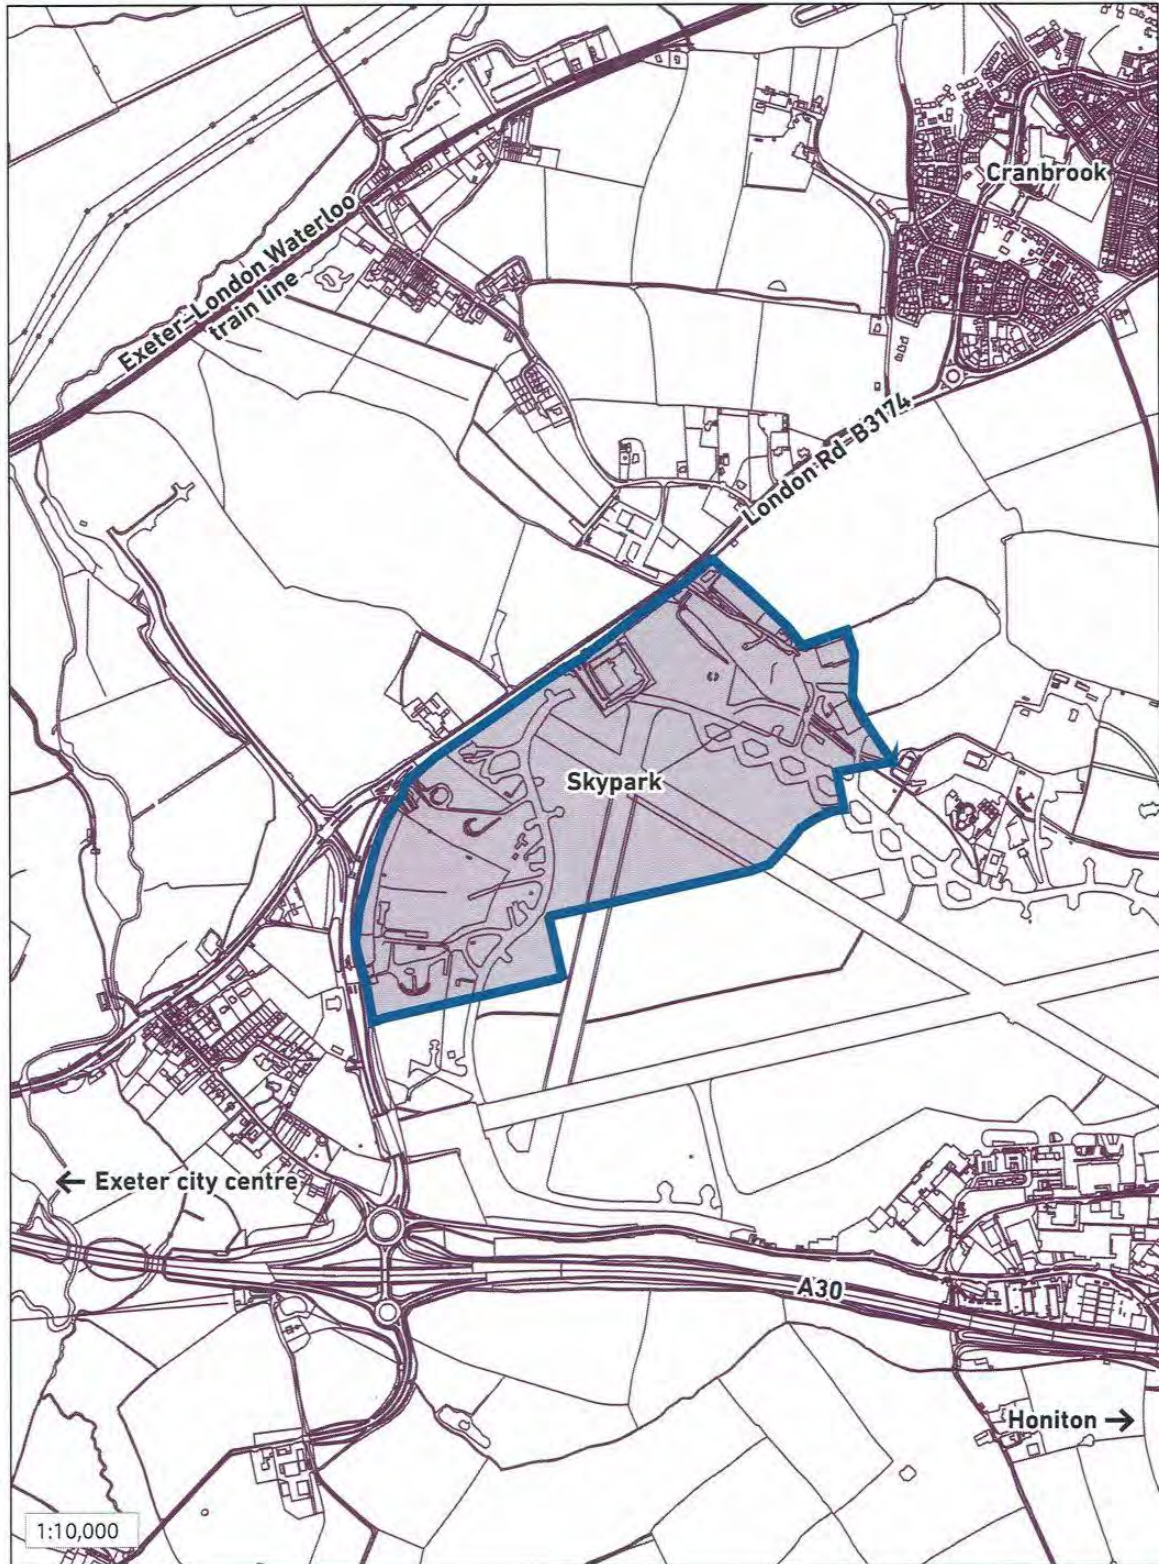 Cranbrook
Exeter–London Waterloo
train line
London Rd-B3174
Skypark
← Exeter city centre
A30
Honiton →
1:10,000